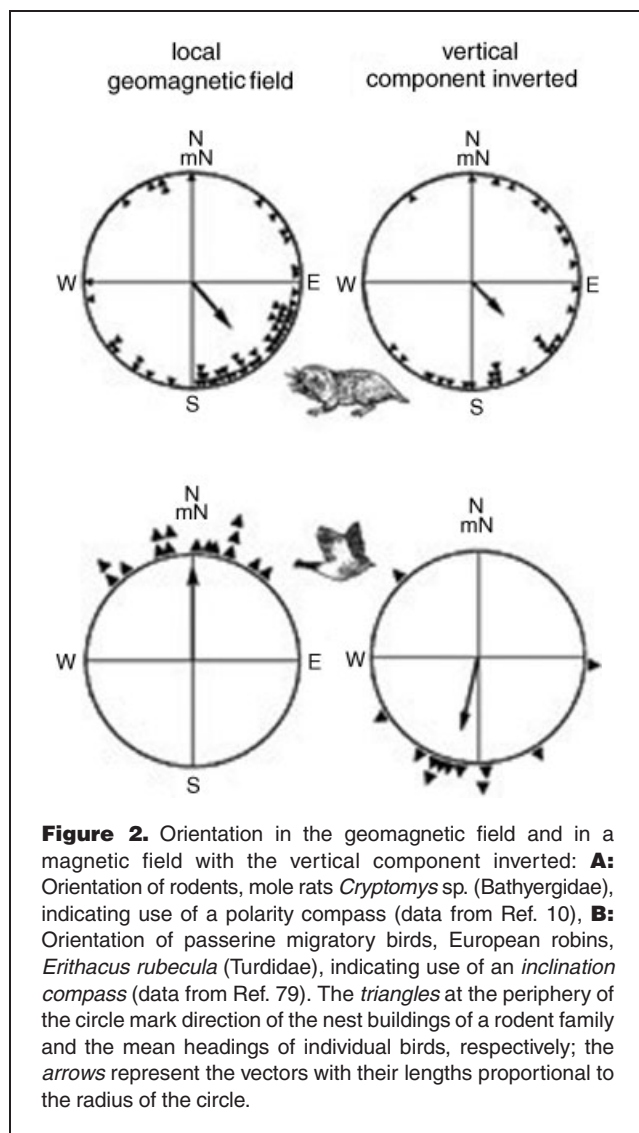 local
geomagnetic field
vertical
component inverted
N
mN
W
E
S
N
mN
W
E
S
N
mN
W
E
S
N
mN
W
Figure 2. Orientation in the geomagnetic field and in a
magnetic field with the vertical component inverted: A:
Orientation of rodents, mole rats Cryptomys sp. (Bathyergidae),
indicating use of a polarity compass (data from Ref. 10), B:
Orientation of passerine migratory birds, European robins,
Erithacus rubecula (Turdidae), indicating use of an inclination
compass (data from Ref. 79). The triangles at the periphery of
the circle mark direction of the nest buildings of a rodent family
and the mean headings of individual birds, respectively; the
arrows represent the vectors with their lengths proportional to
the radius of the circle.